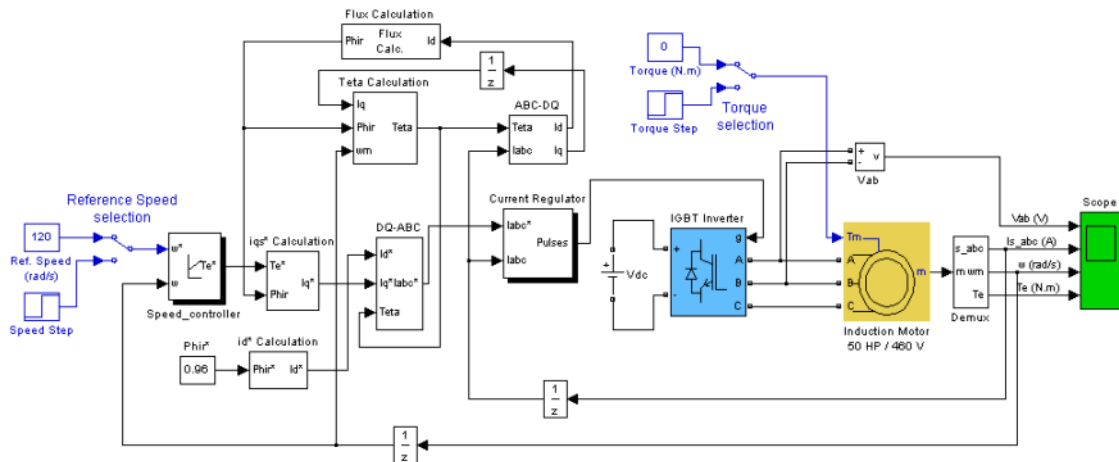 Flux Calculation
Phir
Flux
Calc.
Id
1
z
Teta Calculation
Iq
Phir
wm
Teta
ABC-DQ
Teta
Iabc
Id
Iq
0
Torque (N.m)
Torque Step
Torque
selection
+
-
v
Vab
Reference Speed
selection
120
Ref. Speed
(rad/s)
Speed Step
w*
w
Te*
Speed_controller
iqs* Calculation
Te*
Phir
Iq*
DQ-ABC
Id*
Iq*
Iabc*
Teta
Current Regulator
Iabc*
Iabc
Pulses
Vdc
+
IGBT Inverter
g
+
-
A
B
C
Tm
A
B
C
m
Induction Motor
50 HP / 460 V
is_abc
m
wm
Te
Demux
Scope
Vab (V)
Is_abc (A)
w (rad/s)
Te (N.m)
Phir*
0.96
id* Calculation
Phir*
Id*
1
z
1
z